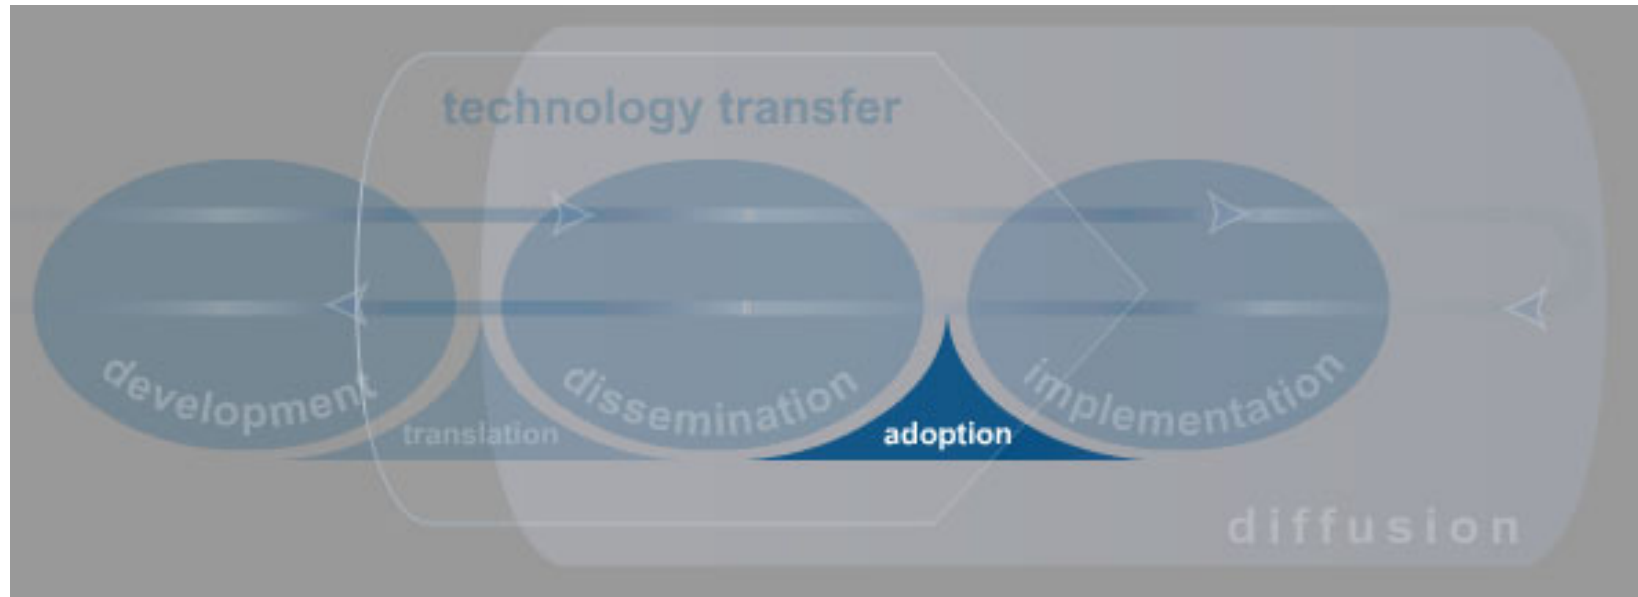 technology transfer
development
translation
dissemination
adoption
implementation
diffusion